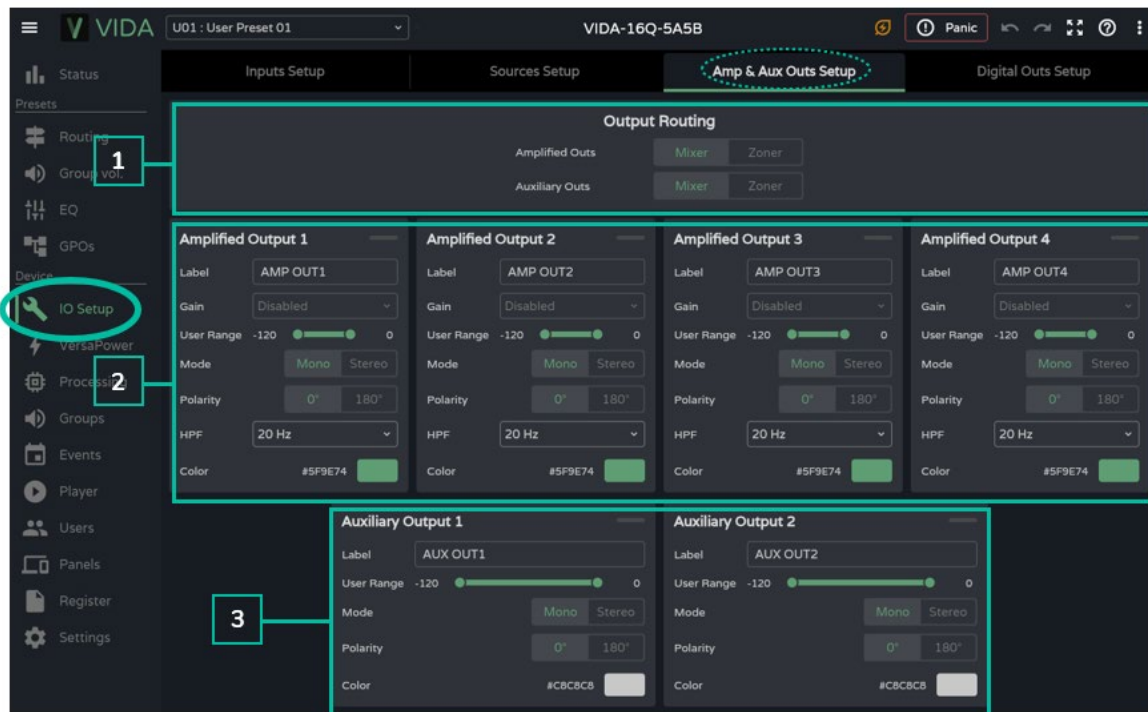 VIDA
U01 : User Preset 01
VIDA-16Q-5A5B
Panic
Status
Inputs Setup
Sources Setup
Amp & Aux Outs Setup
Digital Outs Setup
Presets
Routing
Group vol.
EQ
GPOs
Device
IO Setup
VersaPower
Processing
Groups
Events
Player
Users
Panels
Register
Settings
1
Output Routing
Amplified Outs Mixer Zoner
Auxiliary Outs Mixer Zoner
2
Amplified Output 1
Label AMP OUT1
Gain Disabled
User Range -120 0
Mode Mono Stereo
Polarity 0° 180°
HPF 20 Hz
Color #5F9E74
Amplified Output 2
Label AMP OUT2
Gain Disabled
User Range -120 0
Mode Mono Stereo
Polarity 0° 180°
HPF 20 Hz
Color #5F9E74
Amplified Output 3
Label AMP OUT3
Gain Disabled
User Range -120 0
Mode Mono Stereo
Polarity 0° 180°
HPF 20 Hz
Color #5F9E74
Amplified Output 4
Label AMP OUT4
Gain Disabled
User Range -120 0
Mode Mono Stereo
Polarity 0° 180°
HPF 20 Hz
Color #5F9E74
3
Auxiliary Output 1
Label AUX OUT1
User Range -120 0
Mode Mono Stereo
Polarity 0° 180°
Color #C8C8C8
Auxiliary Output 2
Label AUX OUT2
User Range -120 0
Mode Mono Stereo
Polarity 0° 180°
Color #C8C8C8